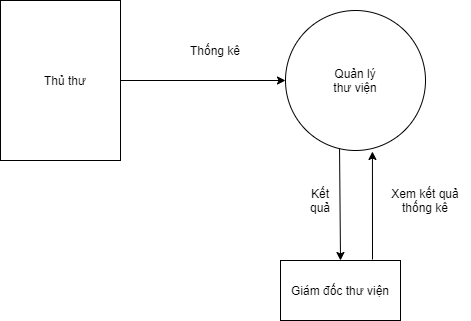 Thống kê
Thủ thư
Quản lý
thư viện
Kết
quả
Xem kết quả
thống kê
Giám đốc thư viện